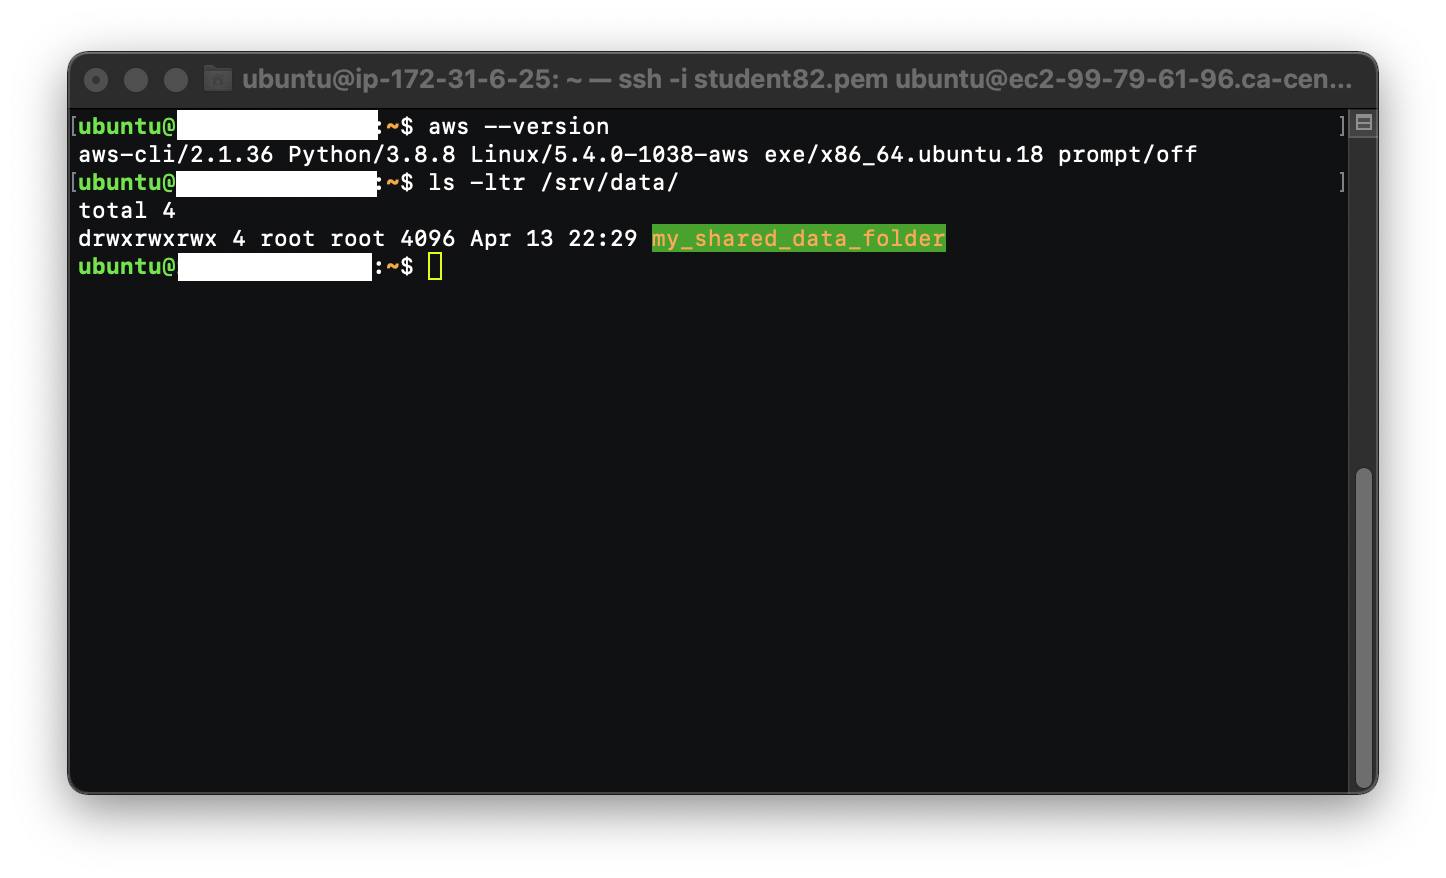 ubuntu@ip-172-31-6-25: ~ — ssh -i student82.pem ubuntu@ec2-99-79-61-96.ca-cen...
[ubuntu@ :~$ aws --version ]
aws-cli/2.1.36 Python/3.8.8 Linux/5.4.0-1038-aws exe/x86_64.ubuntu.18 prompt/off
[ubuntu@ :~$ ls -ltr /srv/data/ ]
total 4
drwxrwxrwx 4 root root 4096 Apr 13 22:29 my_shared_data_folder
ubuntu@ :~$